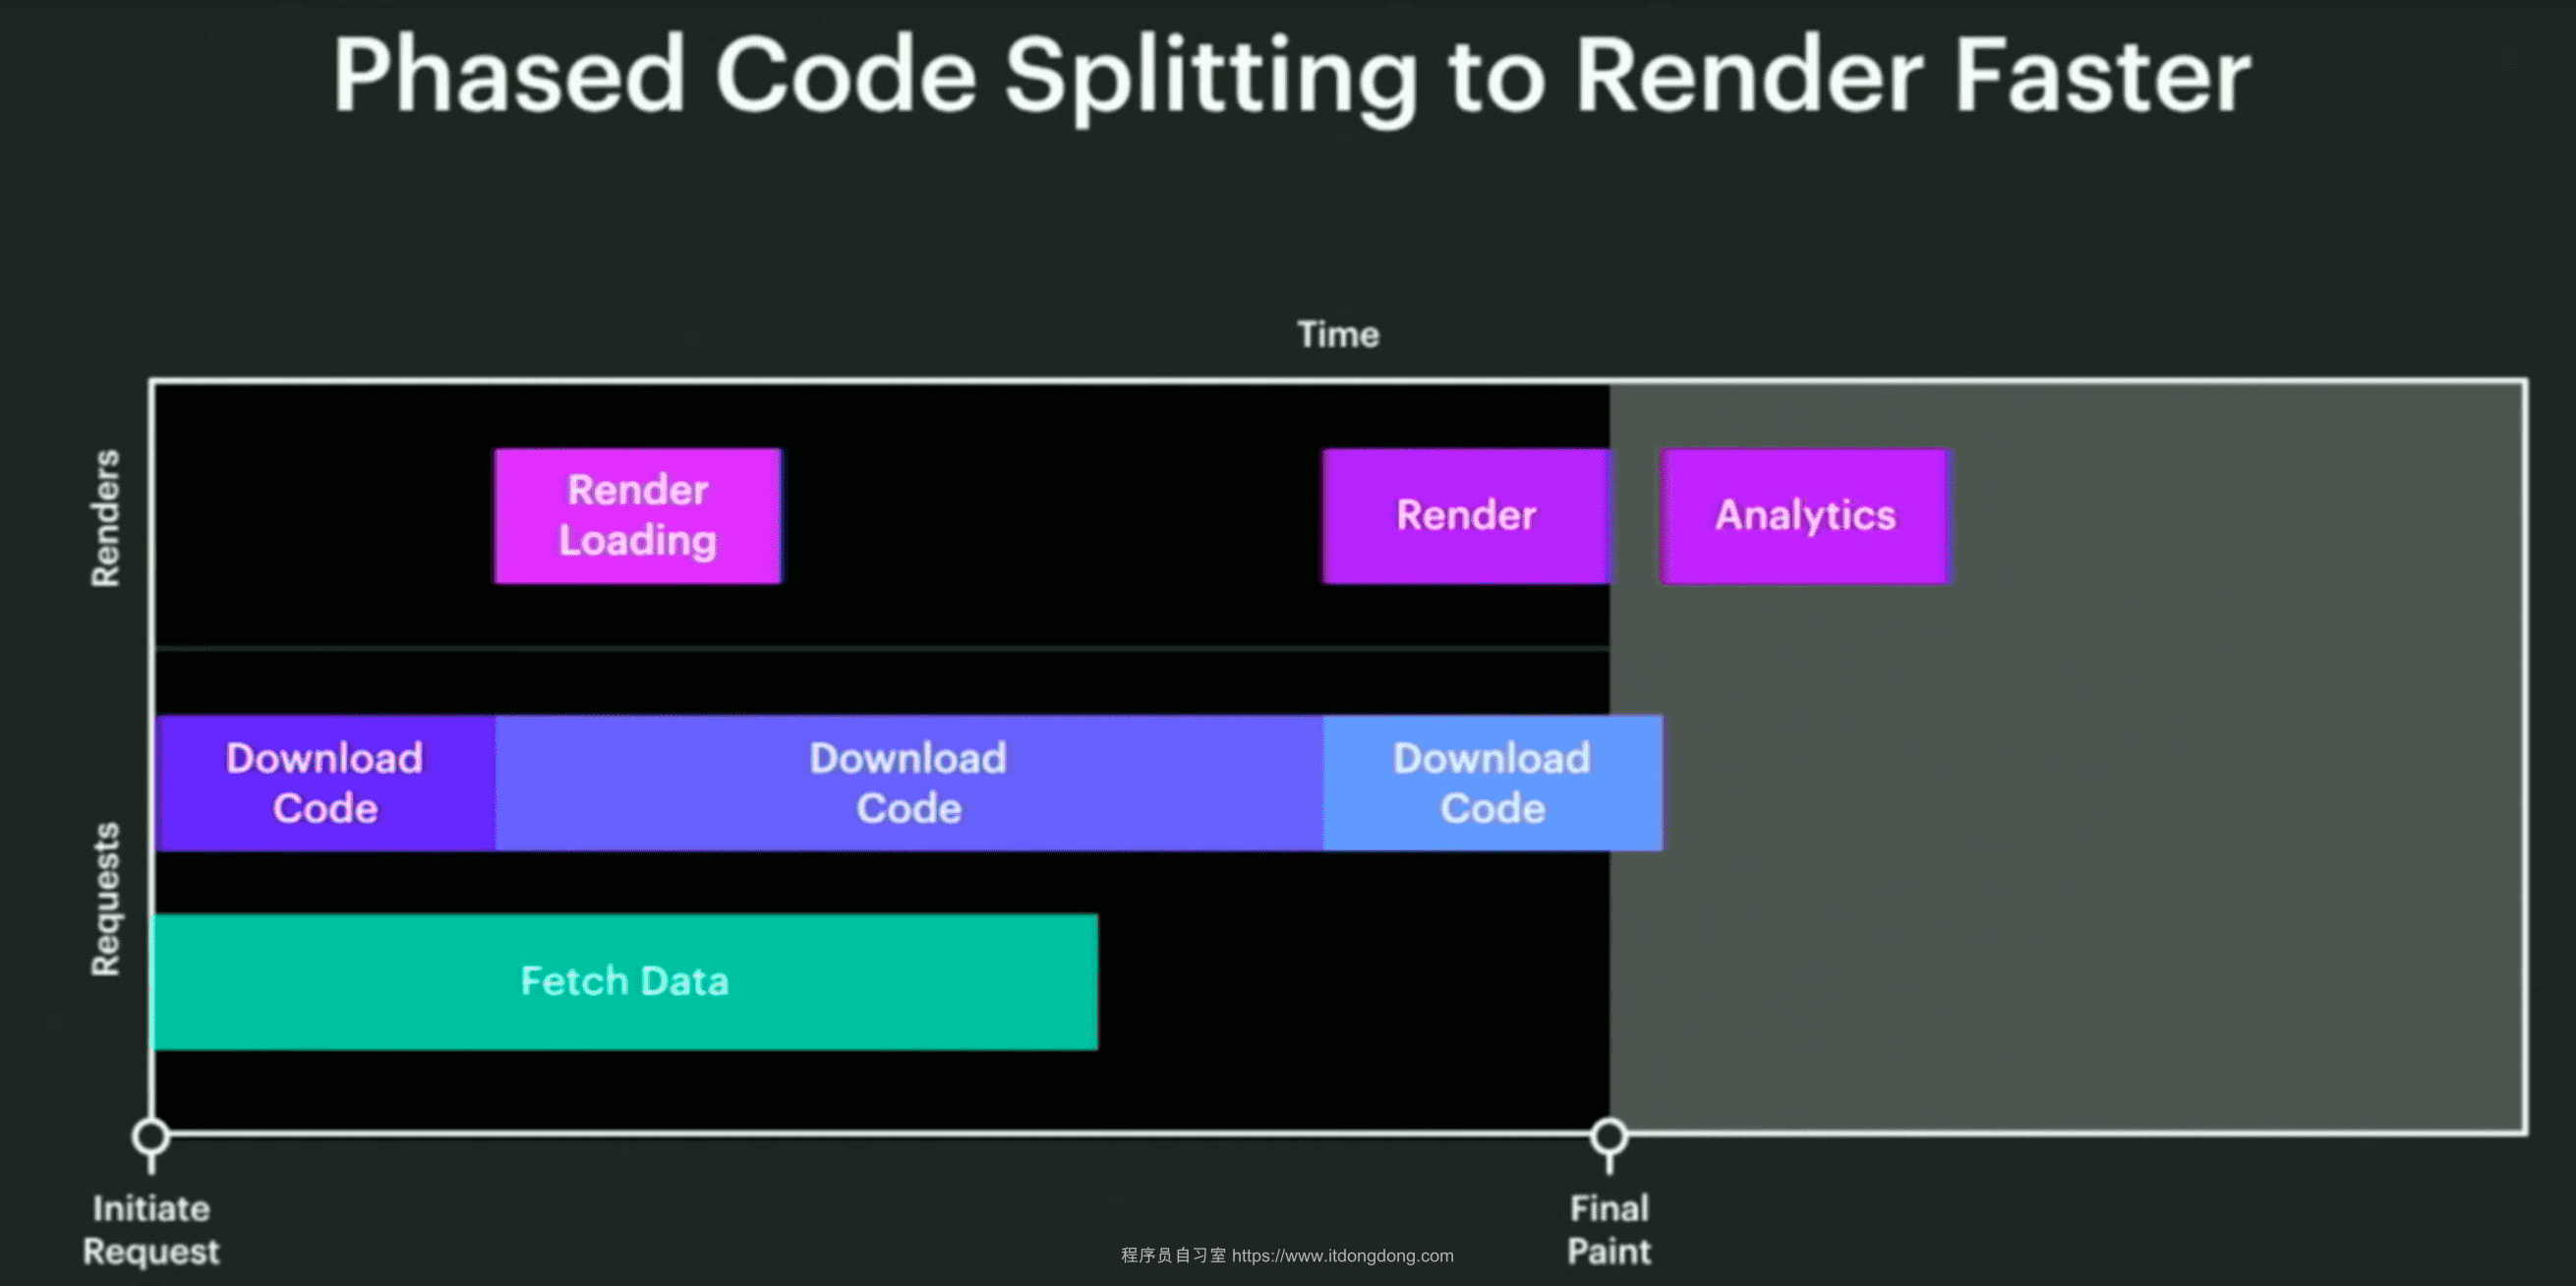 Phased Code Splitting to Render Faster
Time
Renders
Render
Loading
Render
Analytics
Requests
Download
Code
Download
Code
Download
Code
Fetch Data
Initiate
Request
Final
Paint
程序员自习室 https://www.itdongdong.com